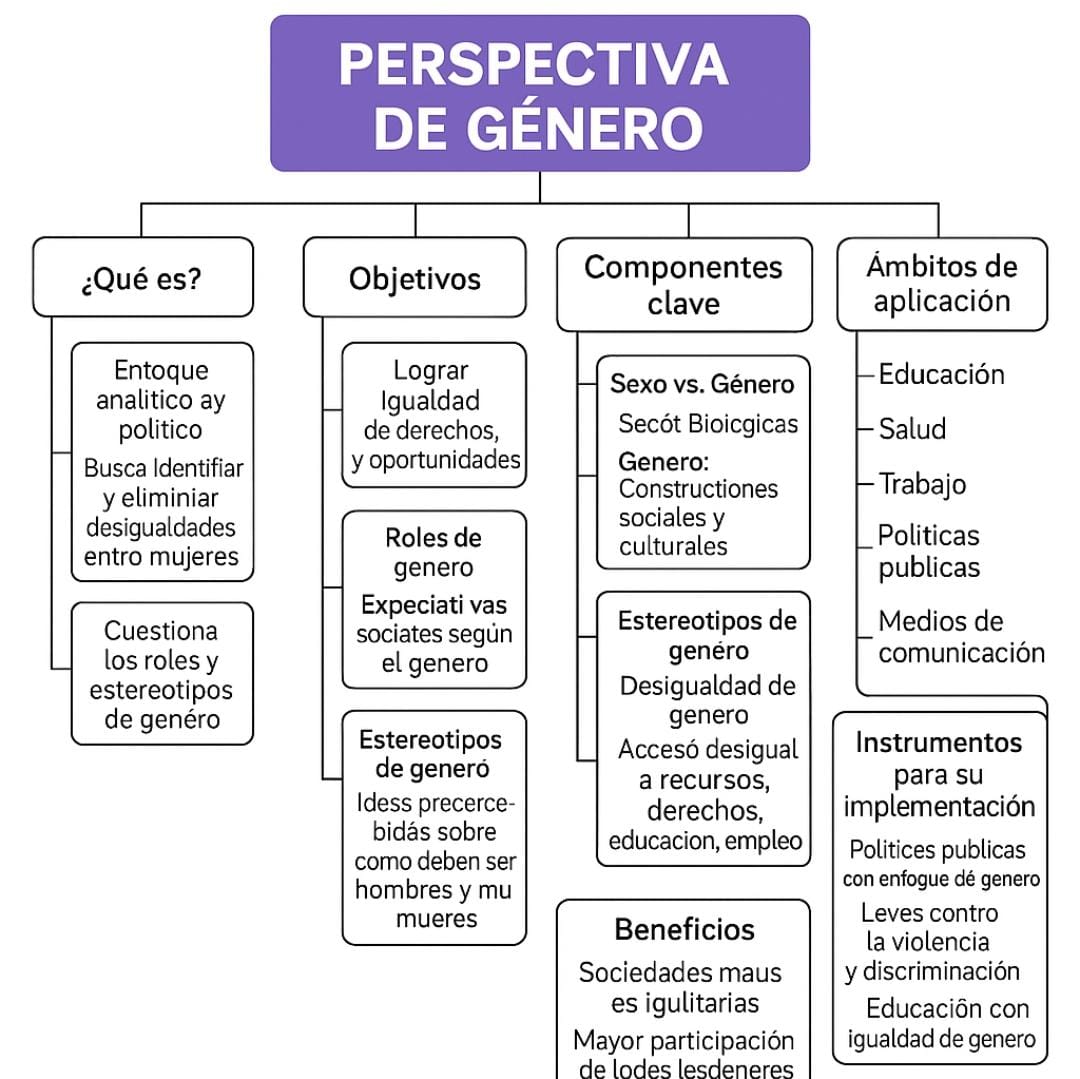 PERSPECTIVA
DE GÉNERO
¿Qué es?
Entoque
analitico ay
politico
Busca Identifiar
y eliminiar
desigualdades
entro mujeres
Cuestiona
los roles y
estereotipos
de genéro
Objetivos
Lograr
Igualdad
de derechos,
y oportunidades
Roles de
genero
Expeciati vas
sociates según
el genero
Estereotipos
de generó
Idess precerce-
bidás sobre
como deben ser
hombres y mu
mueres
Componentes
clave
Sexo vs. Género
Secót Bioicgicas
Genero:
Constructiones
sociales y
culturales
Estereotipos de
genéro
Desigualdad de
genero
Accesó desigual
a recursos,
derechos,
educacion, empleo
Beneficios
Sociedades maus
es igulitarias
Mayor participación
de lodes lesdeneres
Ámbitos de
aplicación
Educación
Salud
Trabajo
Politicas
publicas
Medios de
comunicación
Instrumentos
para su
implementación
Politices publicas
con enfogue dé genero
Leves contro
la violencia
y discriminación
Educación con
igualdad de genero